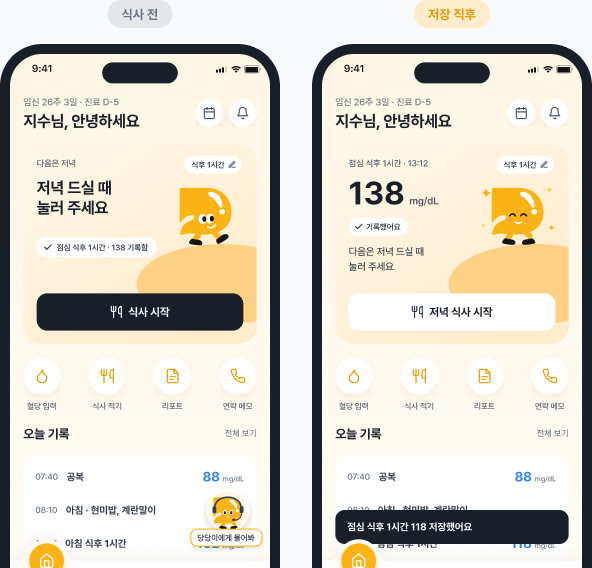 식사 전
저장 직후
9:41
임신 26주 3일 · 진료 D-5
지수님, 안녕하세요
다음은 저녁
식후 1시간
저녁 드실 때
눌러 주세요
점심 식후 1시간 · 138 기록함
식사 시작
혈당 입력
식사 적기
리포트
연락 메모
오늘 기록
전체 보기
07:40 공복 88 mg/dL
08:10 아침 · 현미밥, 계란말이
당당이에게 물어봐
아침 식후 1시간
9:41
임신 26주 3일 · 진료 D-5
지수님, 안녕하세요
점심 식후 1시간 · 13:12
식후 1시간
138 mg/dL
기록했어요
다음은 저녁 드실 때
눌러 주세요
저녁 식사 시작
혈당 입력
식사 적기
리포트
연락 메모
오늘 기록
전체 보기
07:40 공복 88 mg/dL
점심 식후 1시간 118 저장했어요